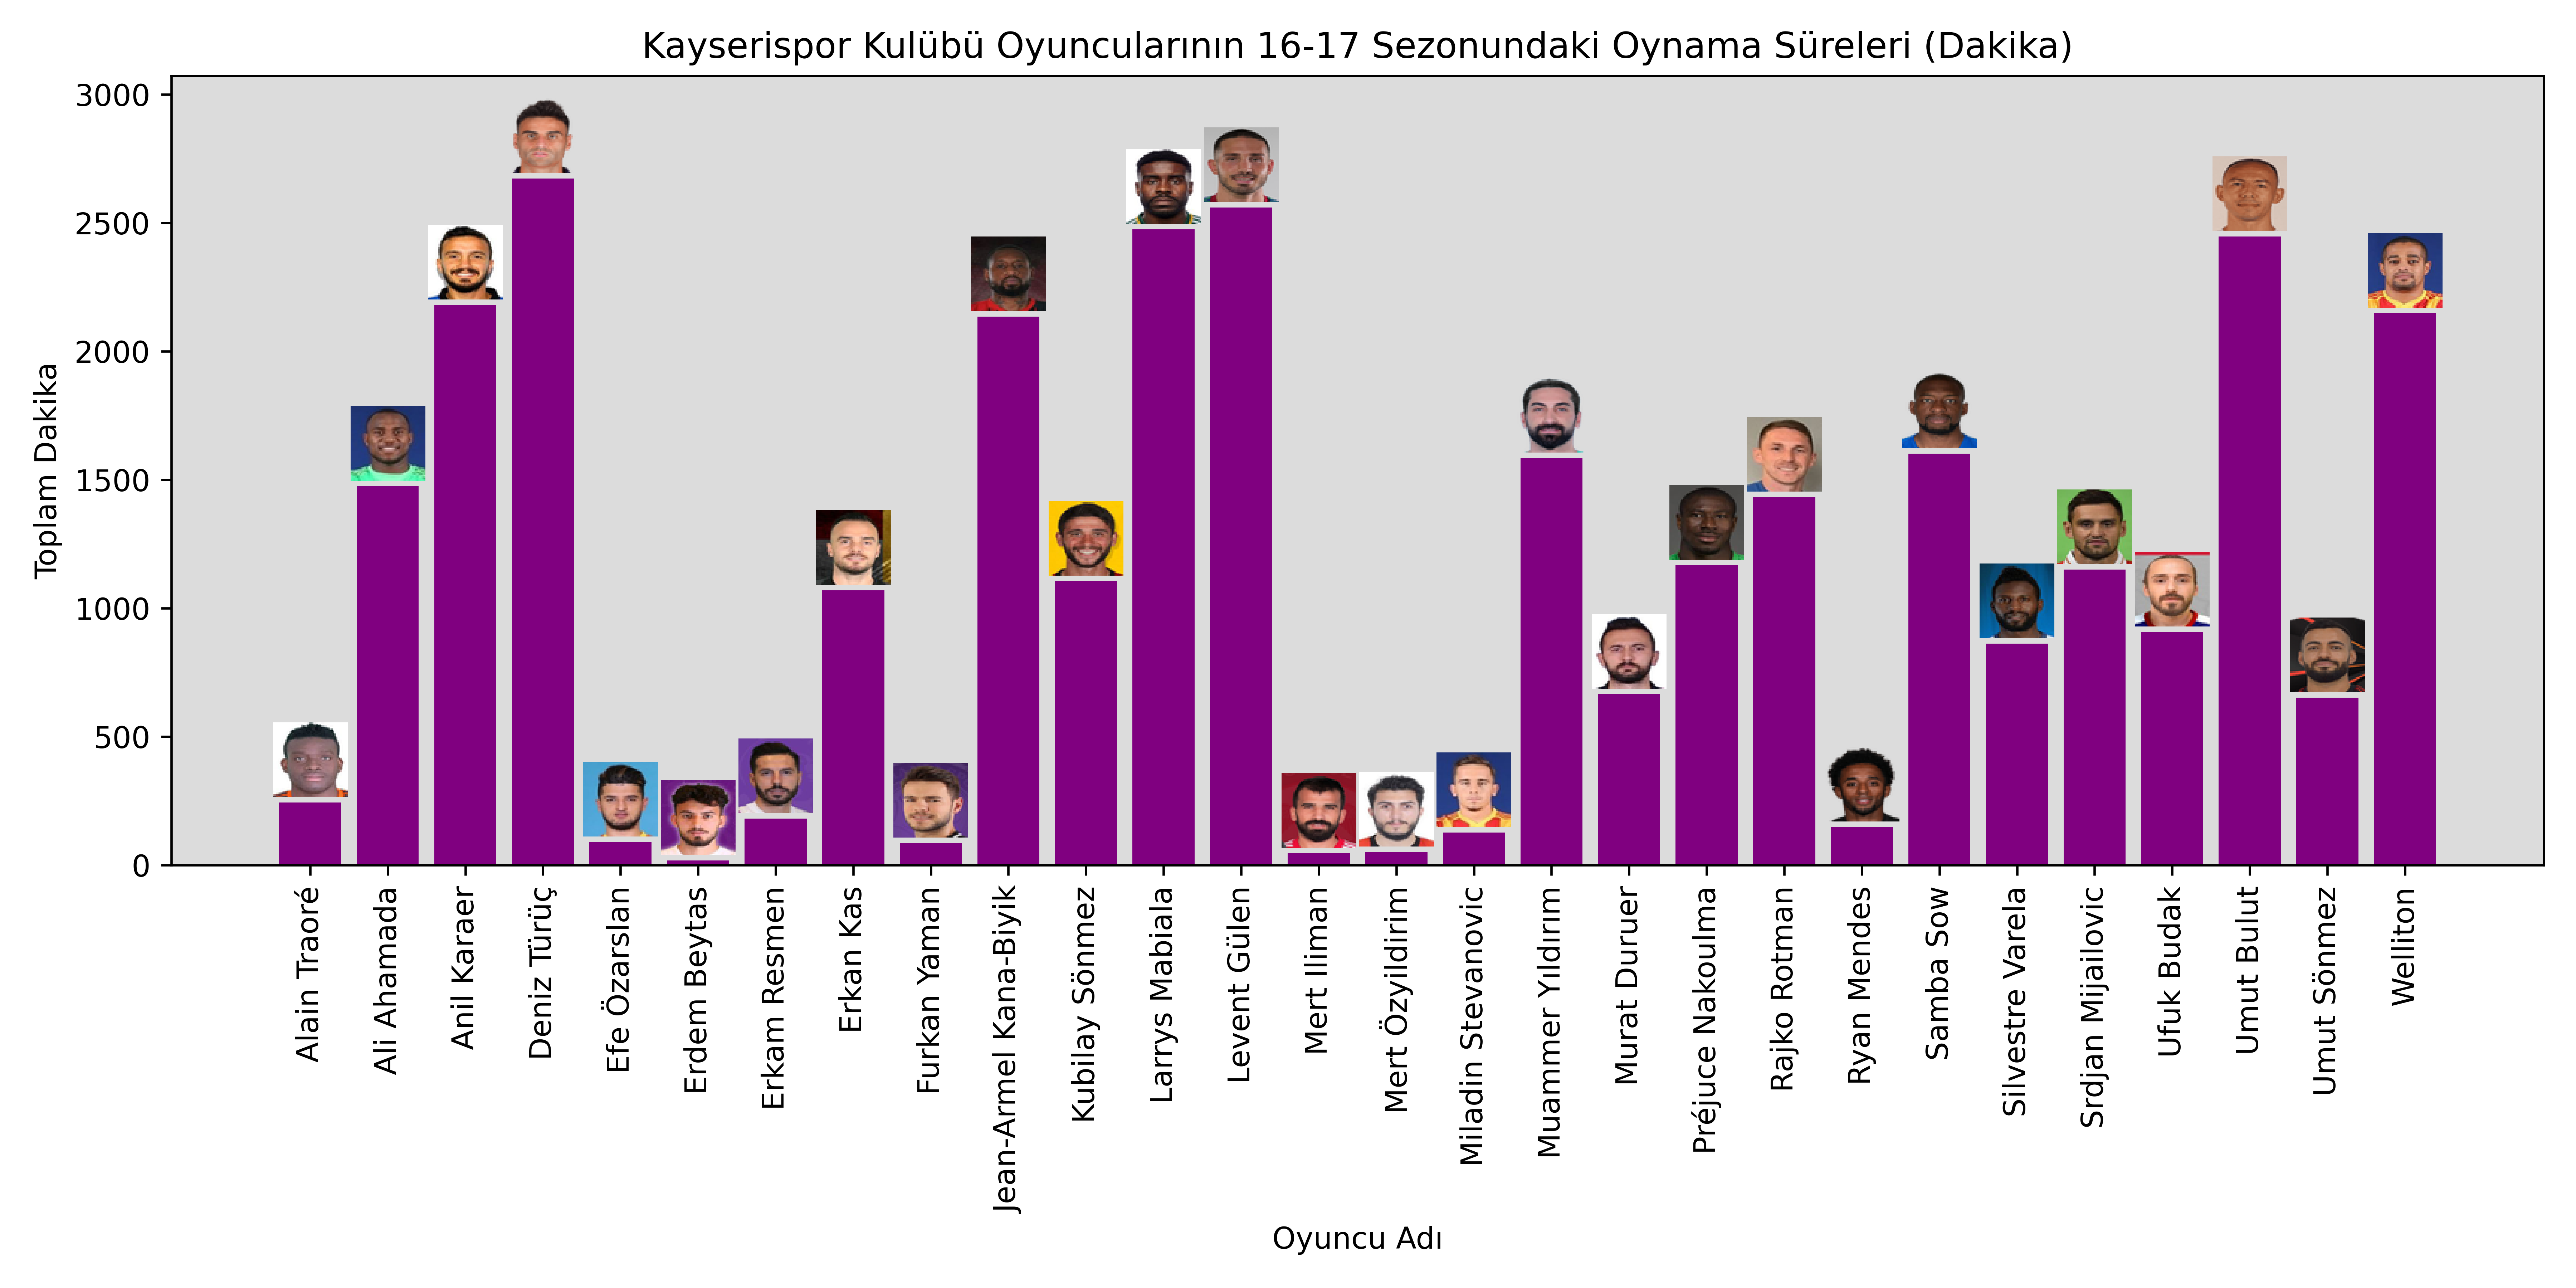 Kayserispor Kulübü Oyuncularının 16-17 Sezonundaki Oynama Süreleri (Dakika)
Toplam Dakika
3000
2500
2000
1500
1000
500
0
Alain Traoré
Ali Ahamada
Anil Karaer
Deniz Türüç
Efe Özarslan
Erdem Beytas
Erkam Resmen
Erkan Kas
Furkan Yaman
Jean-Armel Kana-Biyik
Kubilay Sönmez
Larrys Mabiala
Levent Gülen
Mert Iliman
Mert Özyildirim
Miladin Stevanovic
Muammer Yıldırım
Murat Duruer
Préjuce Nakoulma
Rajko Rotman
Ryan Mendes
Samba Sow
Silvestre Varela
Srdjan Mijailovic
Ufuk Budak
Umut Bulut
Umut Sönmez
Welliton
Oyuncu Adı